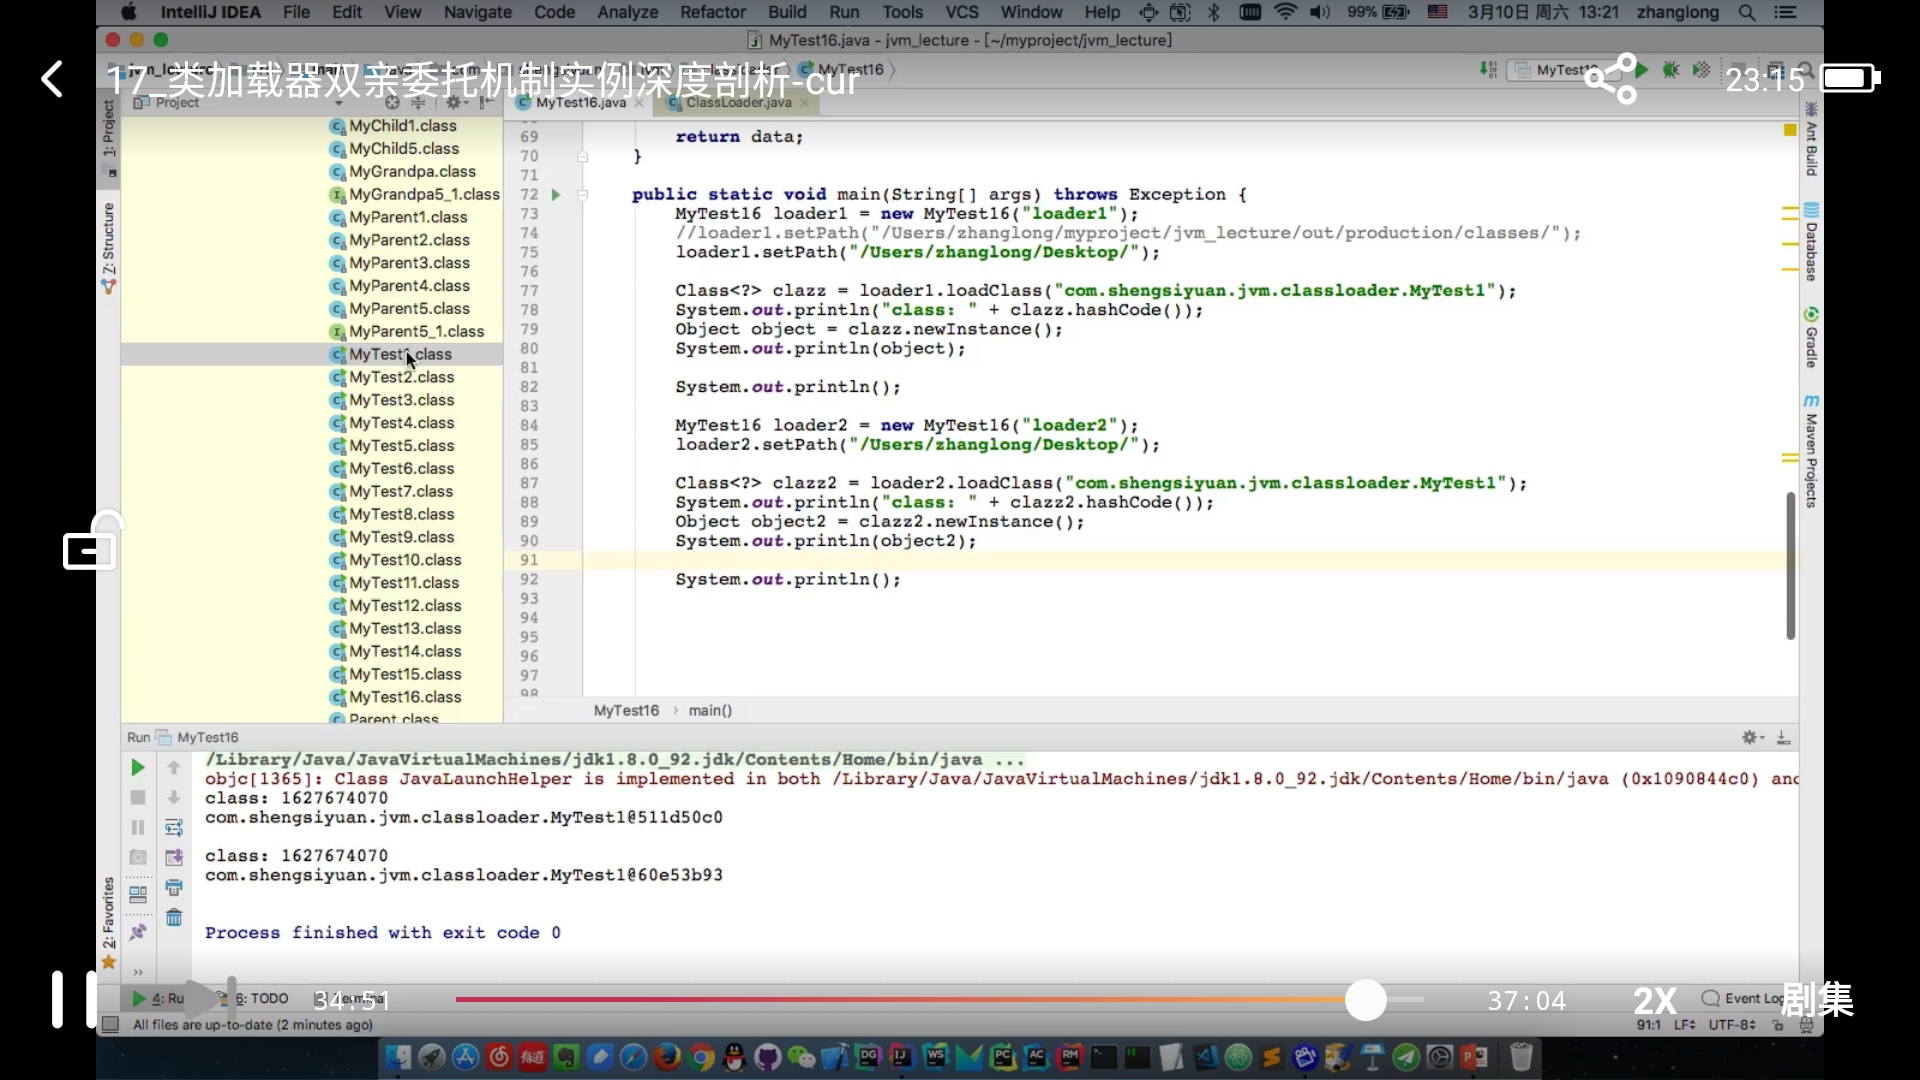 IntelliJ IDEA File Edit View Navigate Code Analyze Refactor Build Run Tools VCS Window Help 99% 3月10日 周六 13:21 zhanglong
MyTest16.java - jvm_lecture - [~/myproject/jvm_lecture]
17_类加载器双亲委托机制实例深度剖析-cur
MyTest16
23:15
Project
MyTest16.java
ClassLoader.java
1: Project
Z: Structure
2: Favorites
MyChild1.class
MyChild5.class
MyGrandpa.class
MyGrandpa5_1.class
MyParent1.class
MyParent2.class
MyParent3.class
MyParent4.class
MyParent5.class
MyParent5_1.class
MyTest1.class
MyTest2.class
MyTest3.class
MyTest4.class
MyTest5.class
MyTest6.class
MyTest7.class
MyTest8.class
MyTest9.class
MyTest10.class
MyTest11.class
MyTest12.class
MyTest13.class
MyTest14.class
MyTest15.class
MyTest16.class
Parent.class
69 return data;
70 }
71
72 public static void main(String[] args) throws Exception {
73 MyTest16 loader1 = new MyTest16("loader1");
74 //loader1.setPath("/Users/zhanglong/myproject/jvm_lecture/out/production/classes/");
75 loader1.setPath("/Users/zhanglong/Desktop/");
76
77 Class<?> clazz = loader1.loadClass("com.shengsiyuan.jvm.classloader.MyTest1");
78 System.out.println("class: " + clazz.hashCode());
79 Object object = clazz.newInstance();
80 System.out.println(object);
81
82 System.out.println();
83
84 MyTest16 loader2 = new MyTest16("loader2");
85 loader2.setPath("/Users/zhanglong/Desktop/");
86
87 Class<?> clazz2 = loader2.loadClass("com.shengsiyuan.jvm.classloader.MyTest1");
88 System.out.println("class: " + clazz2.hashCode());
89 Object object2 = clazz2.newInstance();
90 System.out.println(object2);
91
92 System.out.println();
93
94
95
96
97
98
MyTest16 › main()
Ant Build
Database
Gradle
Maven Projects
Run MyTest16
/Library/Java/JavaVirtualMachines/jdk1.8.0_92.jdk/Contents/Home/bin/java ...
objc[1365]: Class JavaLaunchHelper is implemented in both /Library/Java/JavaVirtualMachines/jdk1.8.0_92.jdk/Contents/Home/bin/java (0x1090844c0) and
class: 1627674070
com.shengsiyuan.jvm.classloader.MyTest1@511d50c0
class: 1627674070
com.shengsiyuan.jvm.classloader.MyTest1@60e53b93
Process finished with exit code 0
4: Ru 6: TODO 34:51 37:04 2X Event Log 剧集
All files are up-to-date (2 minutes ago) 91:1 LF UTF-8